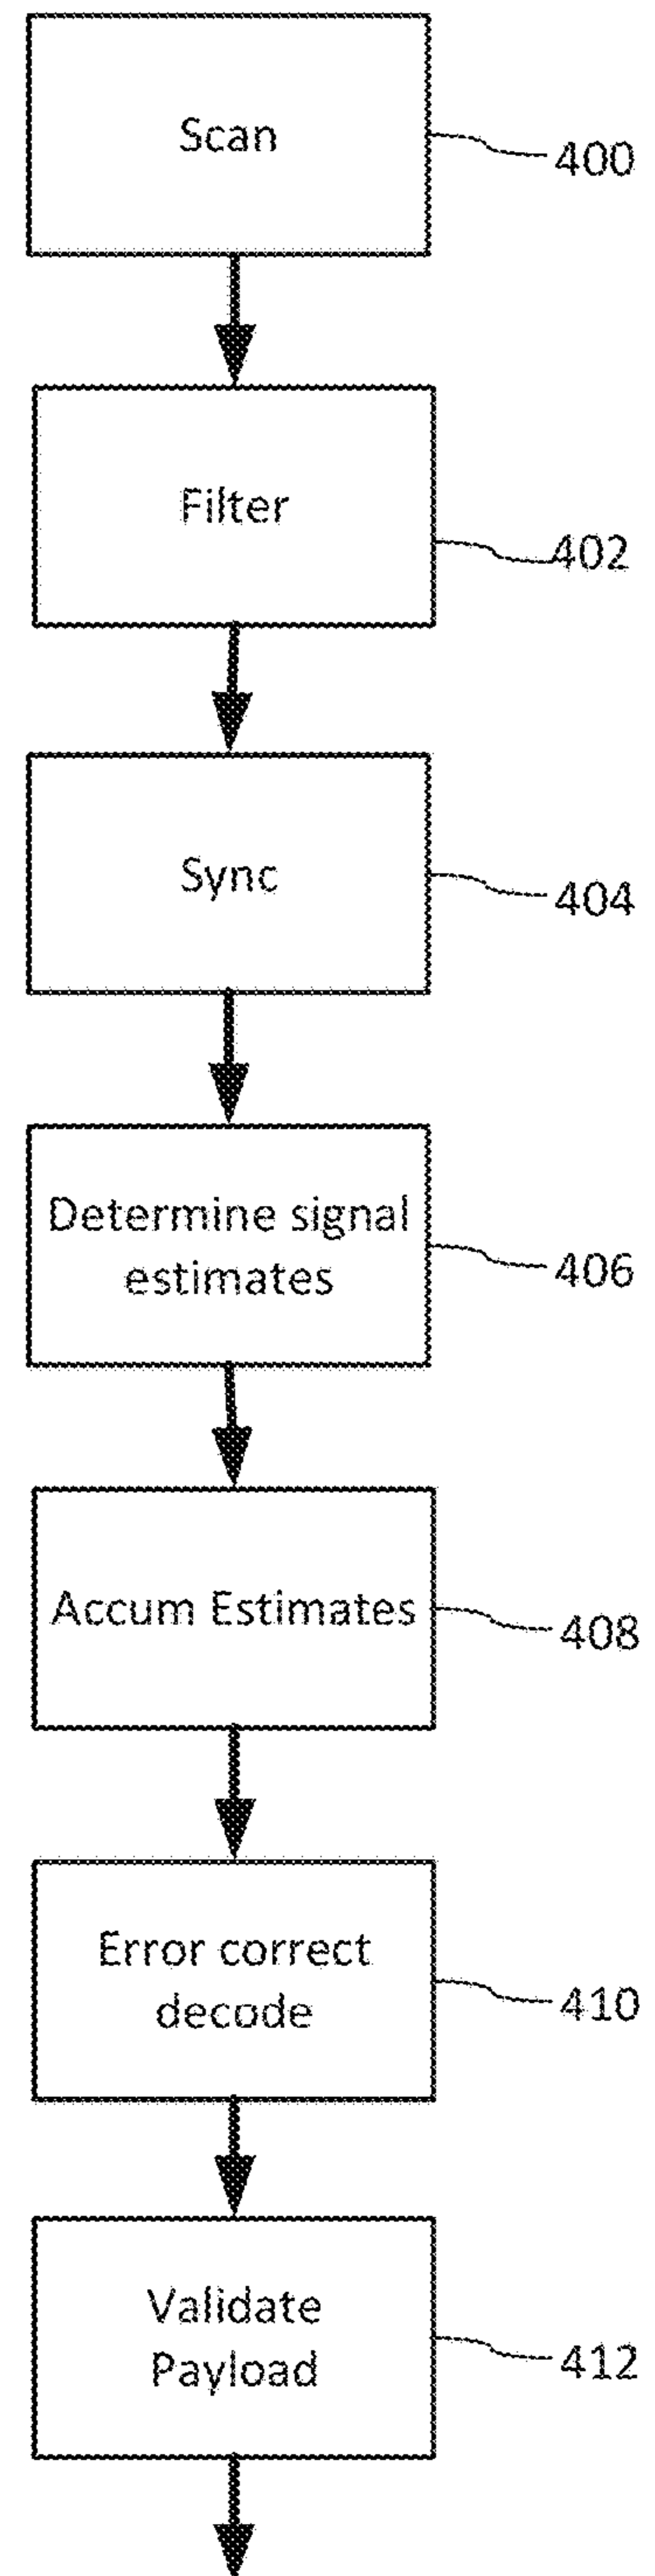 Scan
400
Filter
402
Sync
404
Determine signal
estimates
406
Accum Estimates
408
Error correct
decode
410
Validate
Payload
412